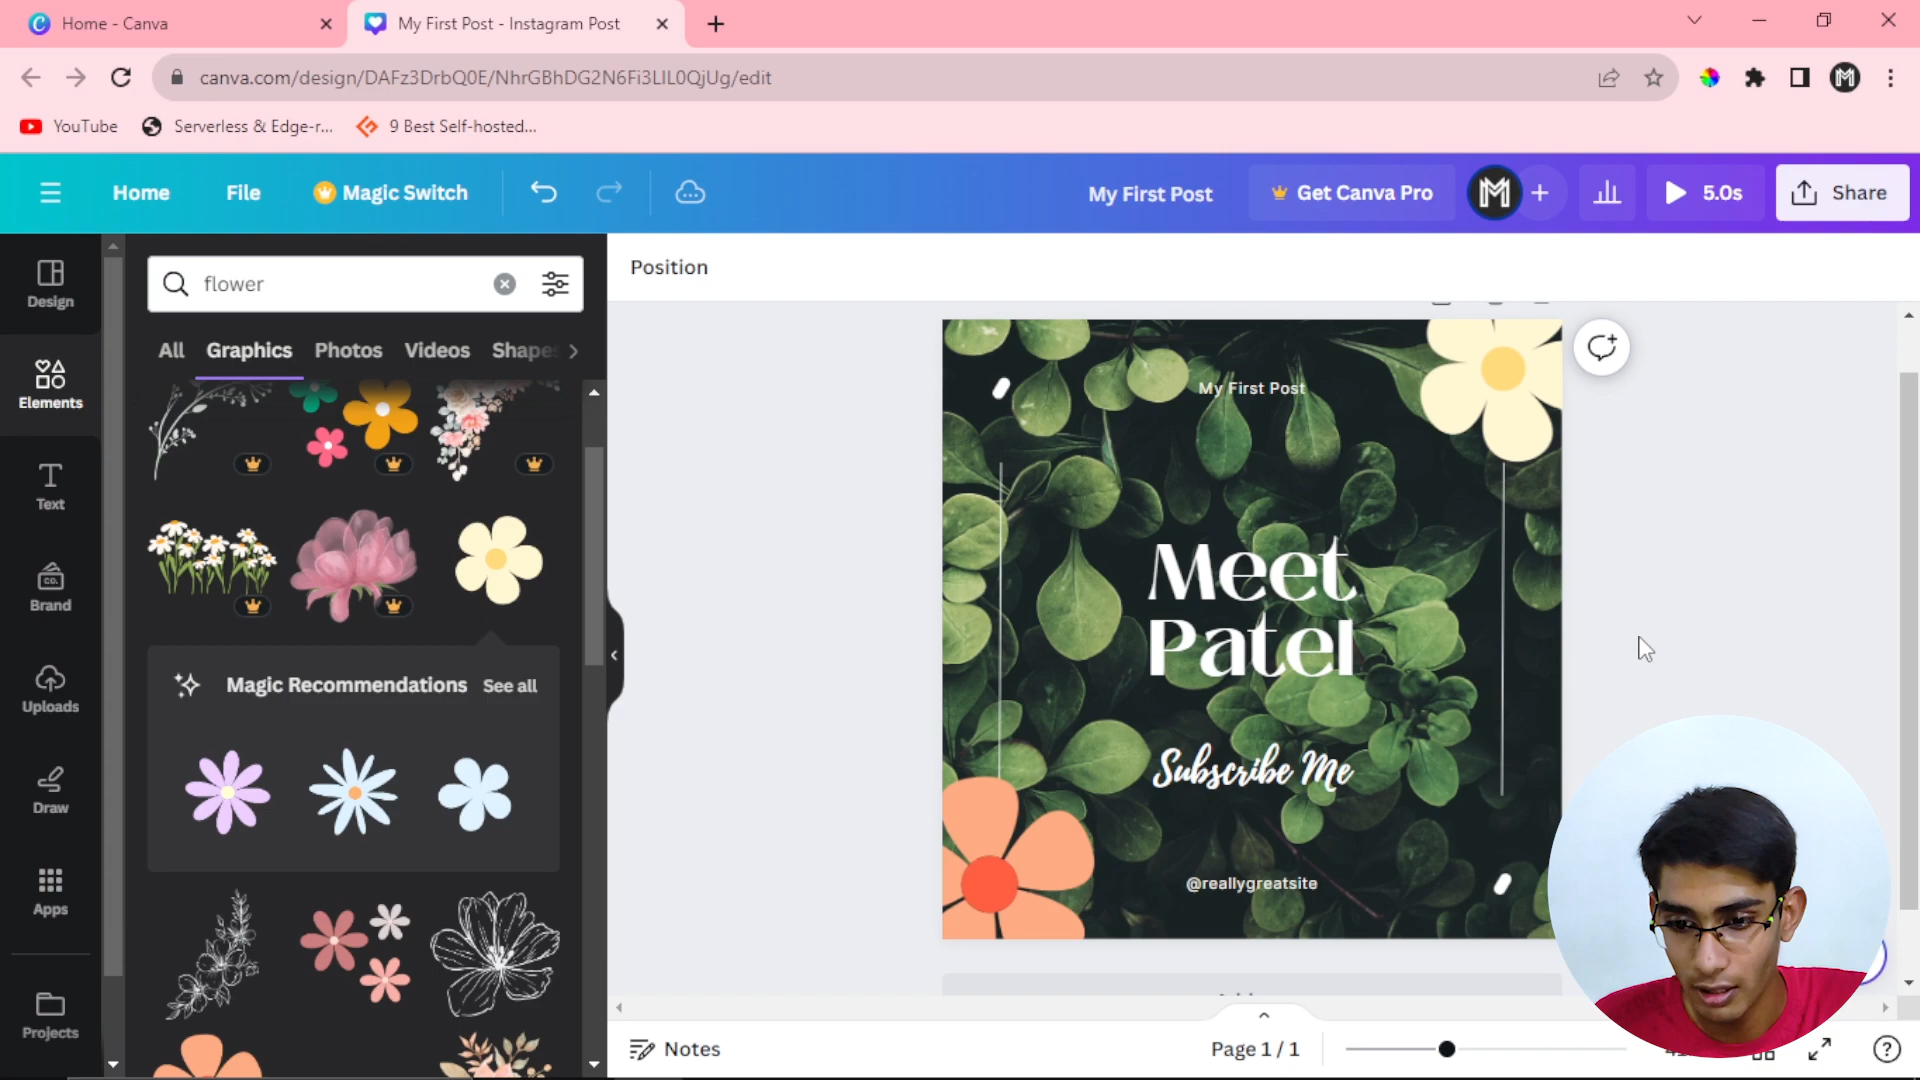 Home - Canva
My First Post - Instagram Post
canva.com/design/DAFz3DrbQ0E/NhrGBhDG2N6Fi3LlL0QjUg/edit
YouTube
Serverless & Edge-r...
9 Best Self-hosted...
Home
File
Magic Switch
My First Post
Get Canva Pro
5.0s
Share
Design
Elements
Text
Brand
Uploads
Draw
Apps
Projects
flower
All
Graphics
Photos
Videos
Shape
Magic Recommendations
See all
Position
My First Post
Meet
Patel
Subscribe Me
@reallygreatsite
Notes
Page 1 / 1